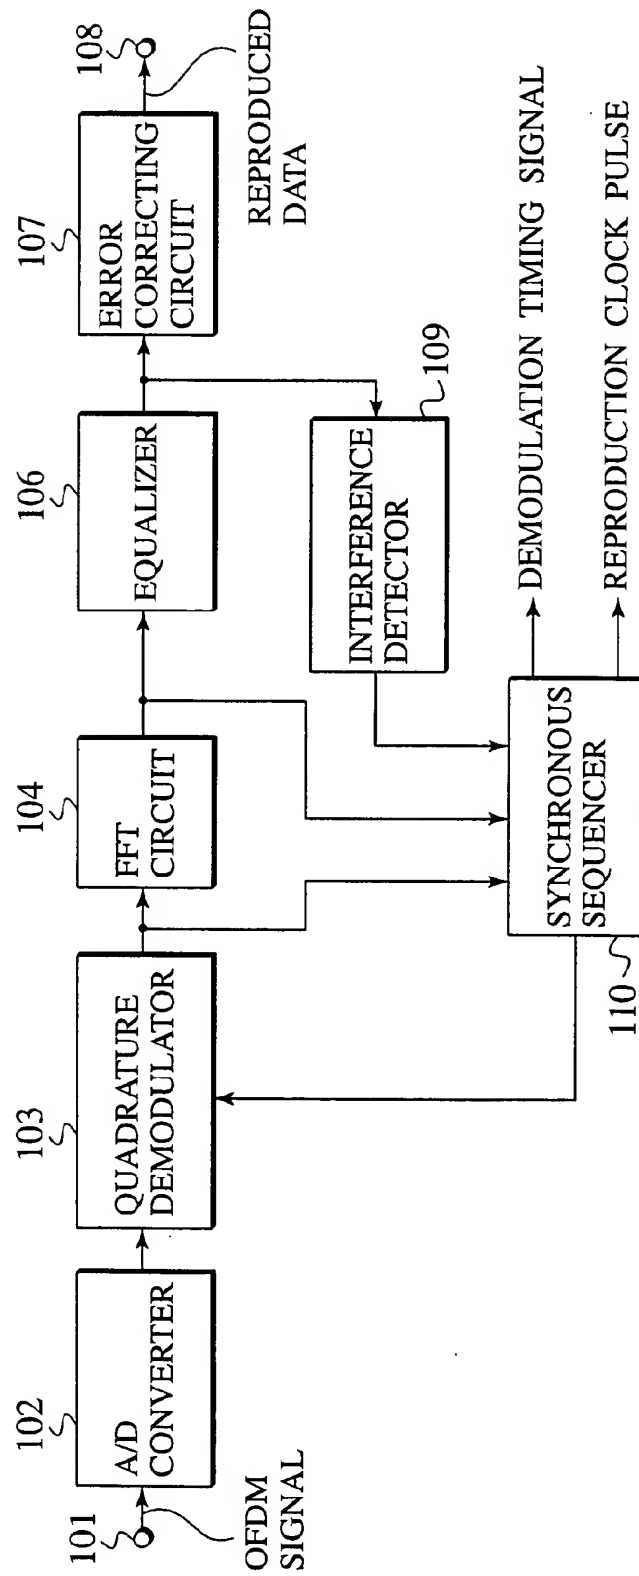 101
OFDM
SIGNAL
102
A/D
CONVERTER
103
QUADRATURE
DEMODULATOR
104
FFT
CIRCUIT
106
EQUALIZER
107
ERROR
CORRECTING
CIRCUIT
108
REPRODUCED
DATA
INTERFERENCE
DETECTOR
109
SYNCHRONOUS
SEQUENCER
110
DEMODULATION TIMING SIGNAL
REPRODUCTION CLOCK PULSE